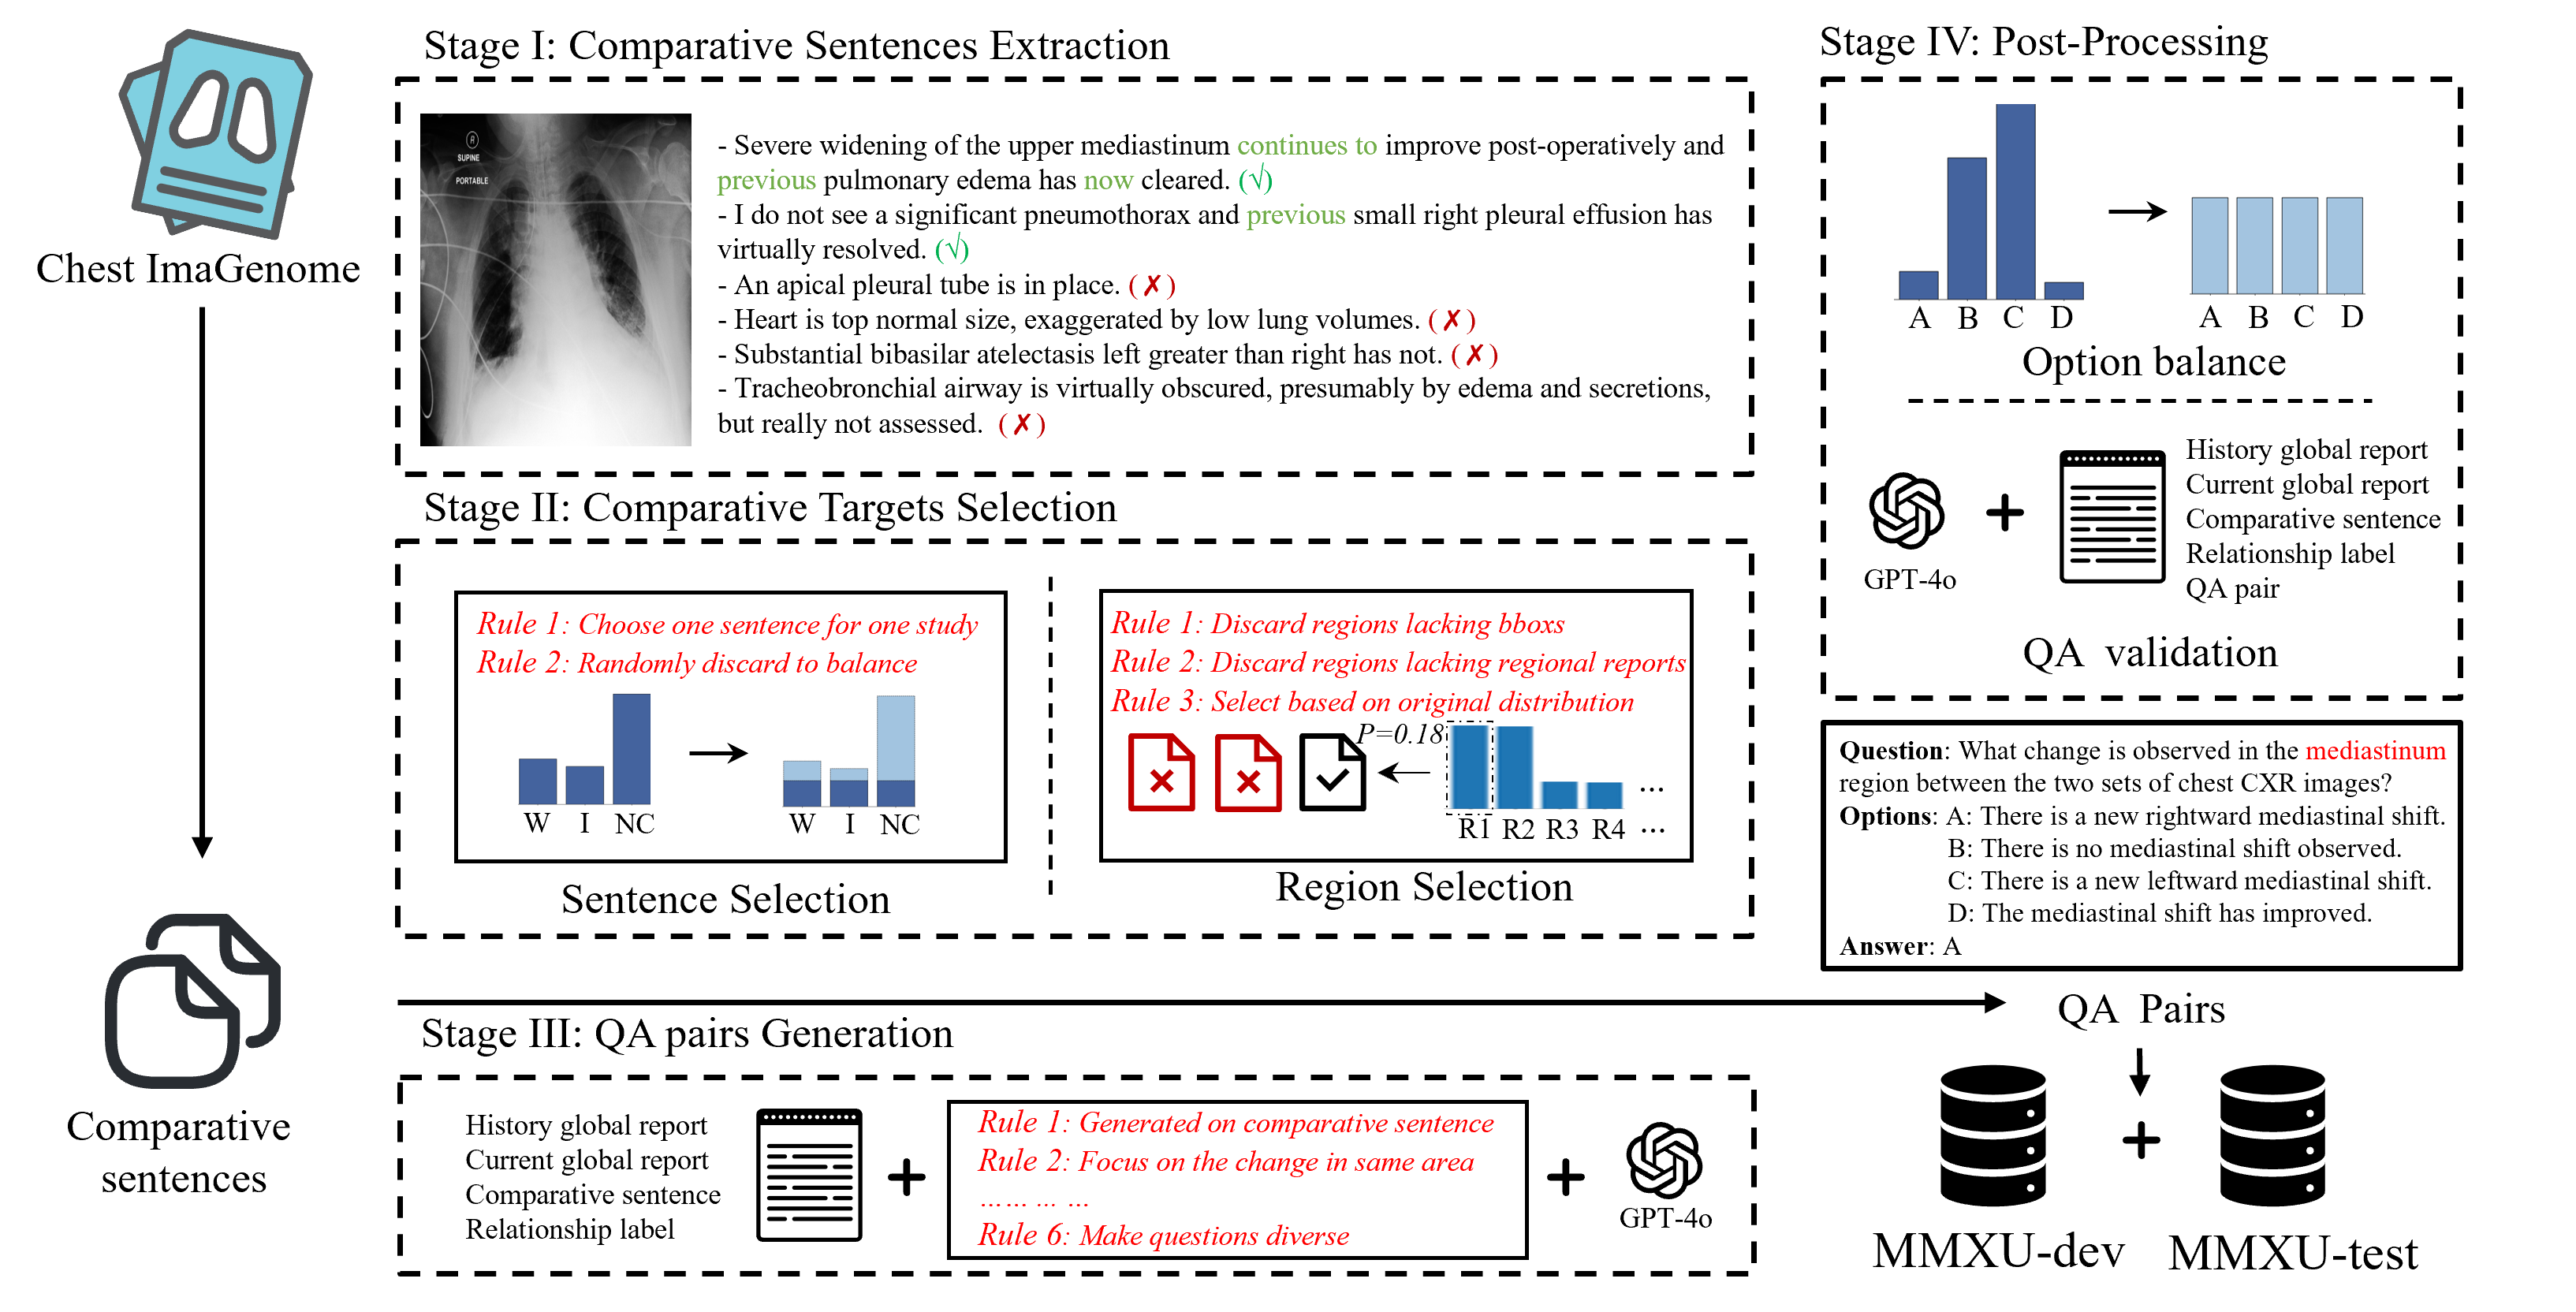 Chest ImaGenome
Comparative
sentences
Stage I: Comparative Sentences Extraction
SUPINE
PORTABLE
- Severe widening of the upper mediastinum continues to improve post-operatively and
previous pulmonary edema has now cleared. (√)
- I do not see a significant pneumothorax and previous small right pleural effusion has
virtually resolved. (√)
- An apical pleural tube is in place. (✗)
- Heart is top normal size, exaggerated by low lung volumes. (✗)
- Substantial bibasilar atelectasis left greater than right has not. (✗)
- Tracheobronchial airway is virtually obscured, presumably by edema and secretions,
but really not assessed. (✗)
Stage II: Comparative Targets Selection
Rule 1: Choose one sentence for one study
Rule 2: Randomly discard to balance
W I NC
W I NC
Sentence Selection
Rule 1: Discard regions lacking bboxs
Rule 2: Discard regions lacking regional reports
Rule 3: Select based on original distribution
P=0.18
...
R1 R2 R3 R4 ...
Region Selection
Stage III: QA pairs Generation
History global report
Current global report
Comparative sentence
Relationship label
+
Rule 1: Generated on comparative sentence
Rule 2: Focus on the change in same area
…… … …
Rule 6: Make questions diverse
+
GPT-4o
Stage IV: Post-Processing
A B C D
A B C D
Option balance
GPT-4o
+
History global report
Current global report
Comparative sentence
Relationship label
QA pair
QA validation
Question: What change is observed in the mediastinum
region between the two sets of chest CXR images?
Options: A: There is a new rightward mediastinal shift.
B: There is no mediastinal shift observed.
C: There is a new leftward mediastinal shift.
D: The mediastinal shift has improved.
Answer: A
QA Pairs
+
MMXU-dev MMXU-test